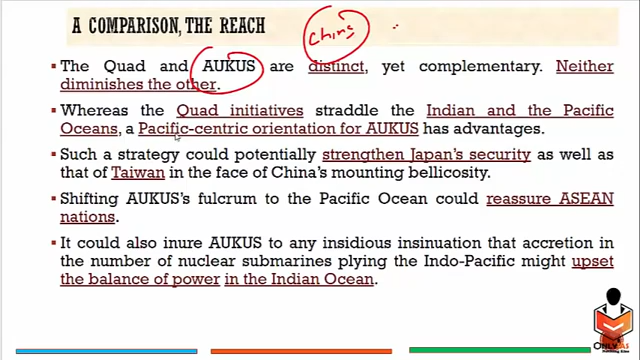 A COMPARISON, THE REACH
China
▪ The Quad and AUKUS are distinct, yet complementary. Neither
diminishes the other.
▪ Whereas the Quad initiatives straddle the Indian and the Pacific
Oceans, a Pacific-centric orientation for AUKUS has advantages.
▪ Such a strategy could potentially strengthen Japan's security as well as
that of Taiwan in the face of China's mounting bellicosity.
▪ Shifting AUKUS's fulcrum to the Pacific Ocean could reassure ASEAN
nations.
▪ It could also inure AUKUS to any insidious insinuation that accretion in
the number of nuclear submarines plying the Indo-Pacific might upset
the balance of power in the Indian Ocean.
ONLY IAS